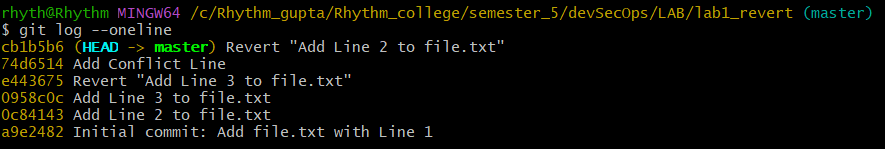 rhyth@Rhythm MINGW64 /c/Rhythm_gupta/Rhythm_college/semester_5/devSecOps/LAB/lab1_revert (master)
$ git log --oneline
cb1b5b6 (HEAD -> master) Revert "Add Line 2 to file.txt"
74d6514 Add Conflict Line
e443675 Revert "Add Line 3 to file.txt"
0958c0c Add Line 3 to file.txt
0c84143 Add Line 2 to file.txt
a9e2482 Initial commit: Add file.txt with Line 1